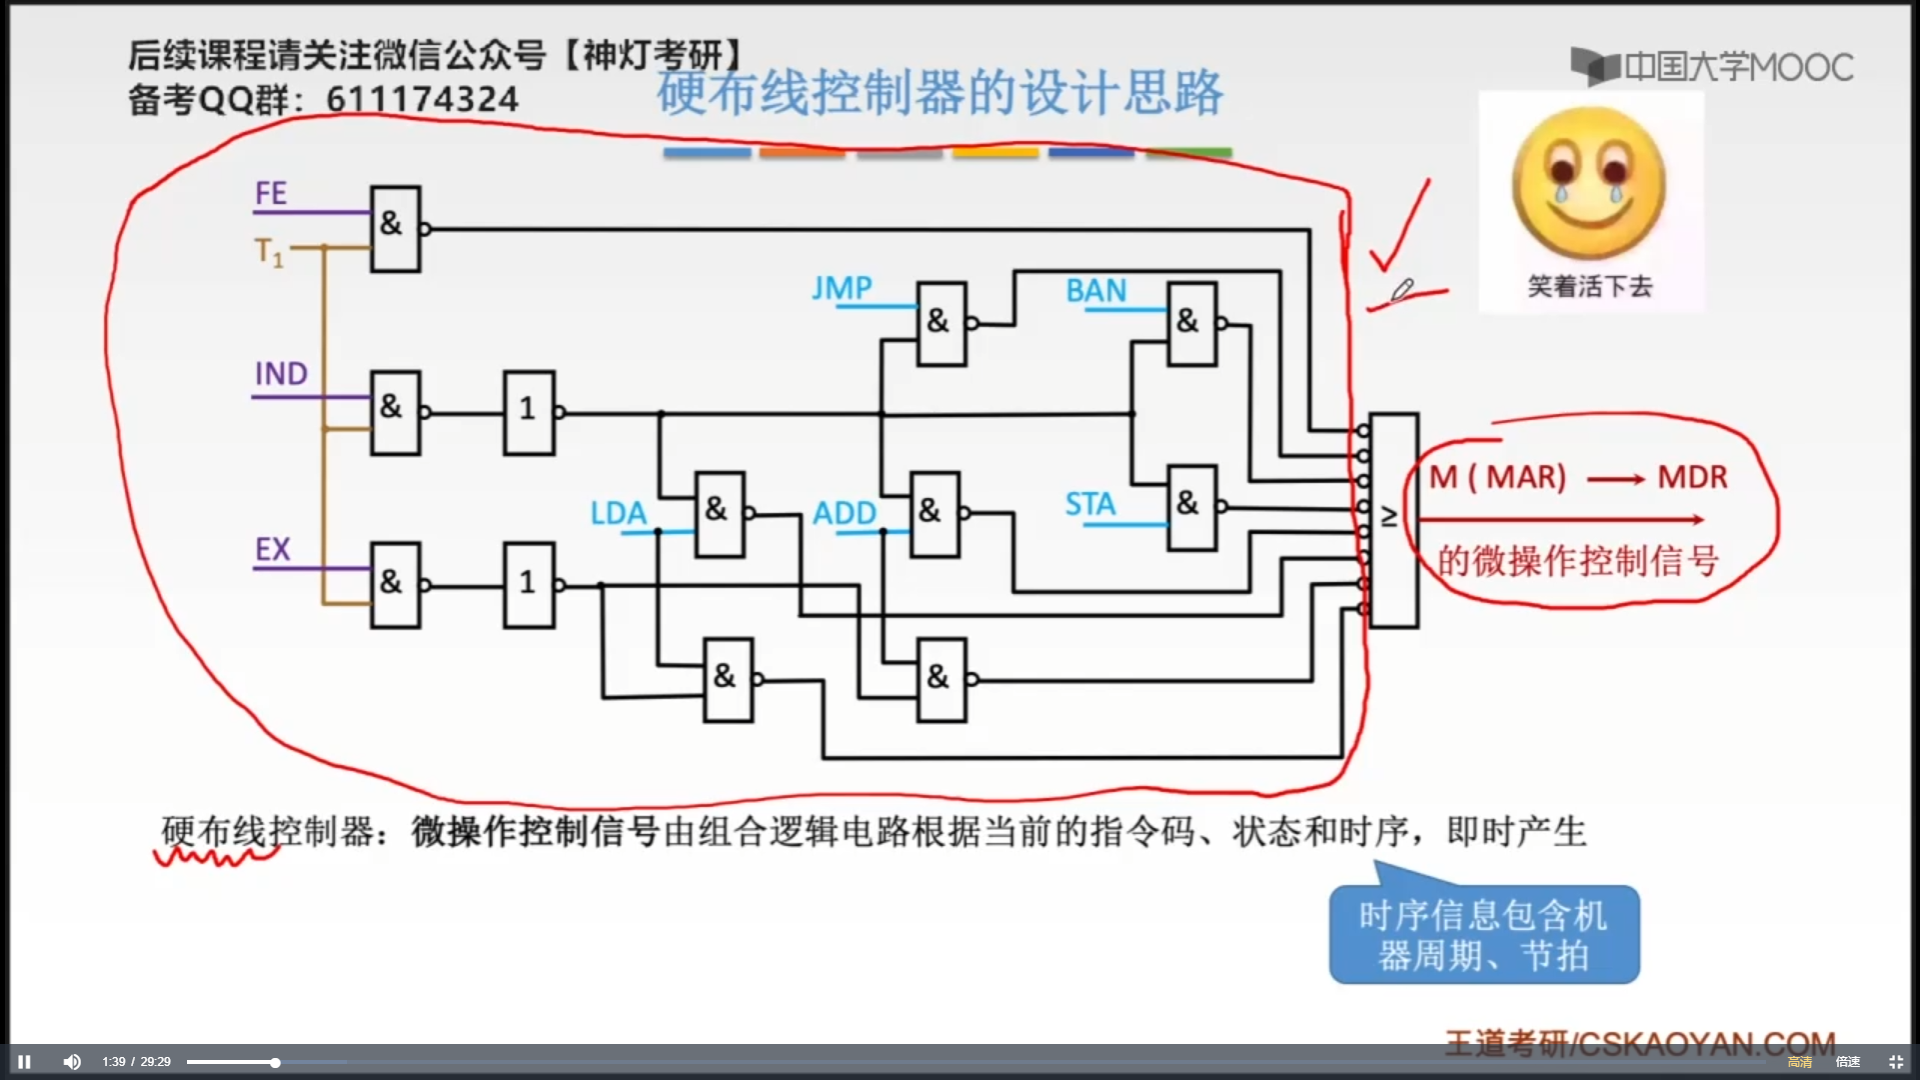 后续课程请关注微信公众号【神灯考研】
备考QQ群：611174324
硬布线控制器的设计思路
中国大学MOOC
笑着活下去
FE
&
T1
JMP
&
BAN
&
IND
&
1
M ( MAR) → MDR
LDA
&
ADD
&
STA
&
≥
的微操作控制信号
EX
&
1
&
&
硬布线控制器：微操作控制信号由组合逻辑电路根据当前的指令码、状态和时序，即时产生
时序信息包含机
器周期、节拍
王道考研/CSKAOYAN.COM
1:39 / 29:29
高清
倍速